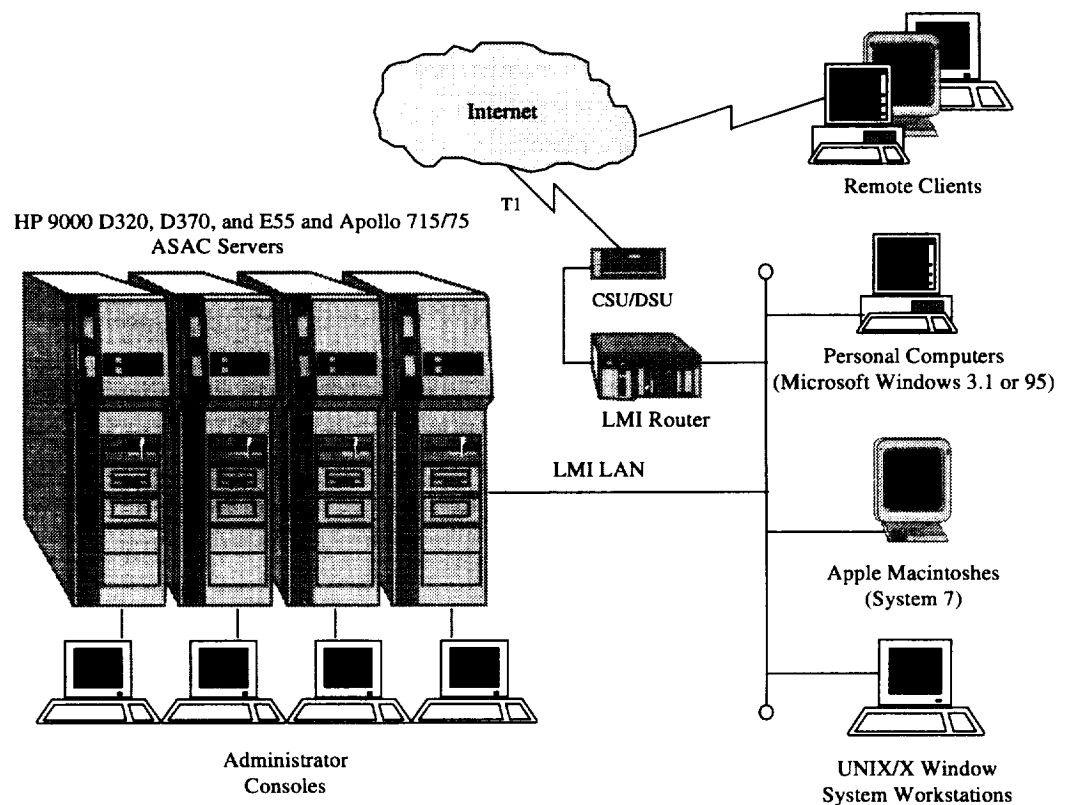 Internet
Remote Clients
T1
HP 9000 D320, D370, and E55 and Apollo 715/75
ASAC Servers
CSU/DSU
Personal Computers
(Microsoft Windows 3.1 or 95)
LMI Router
LMI LAN
Apple Macintoshes
(System 7)
Administrator
Consoles
UNIX/X Window
System Workstations